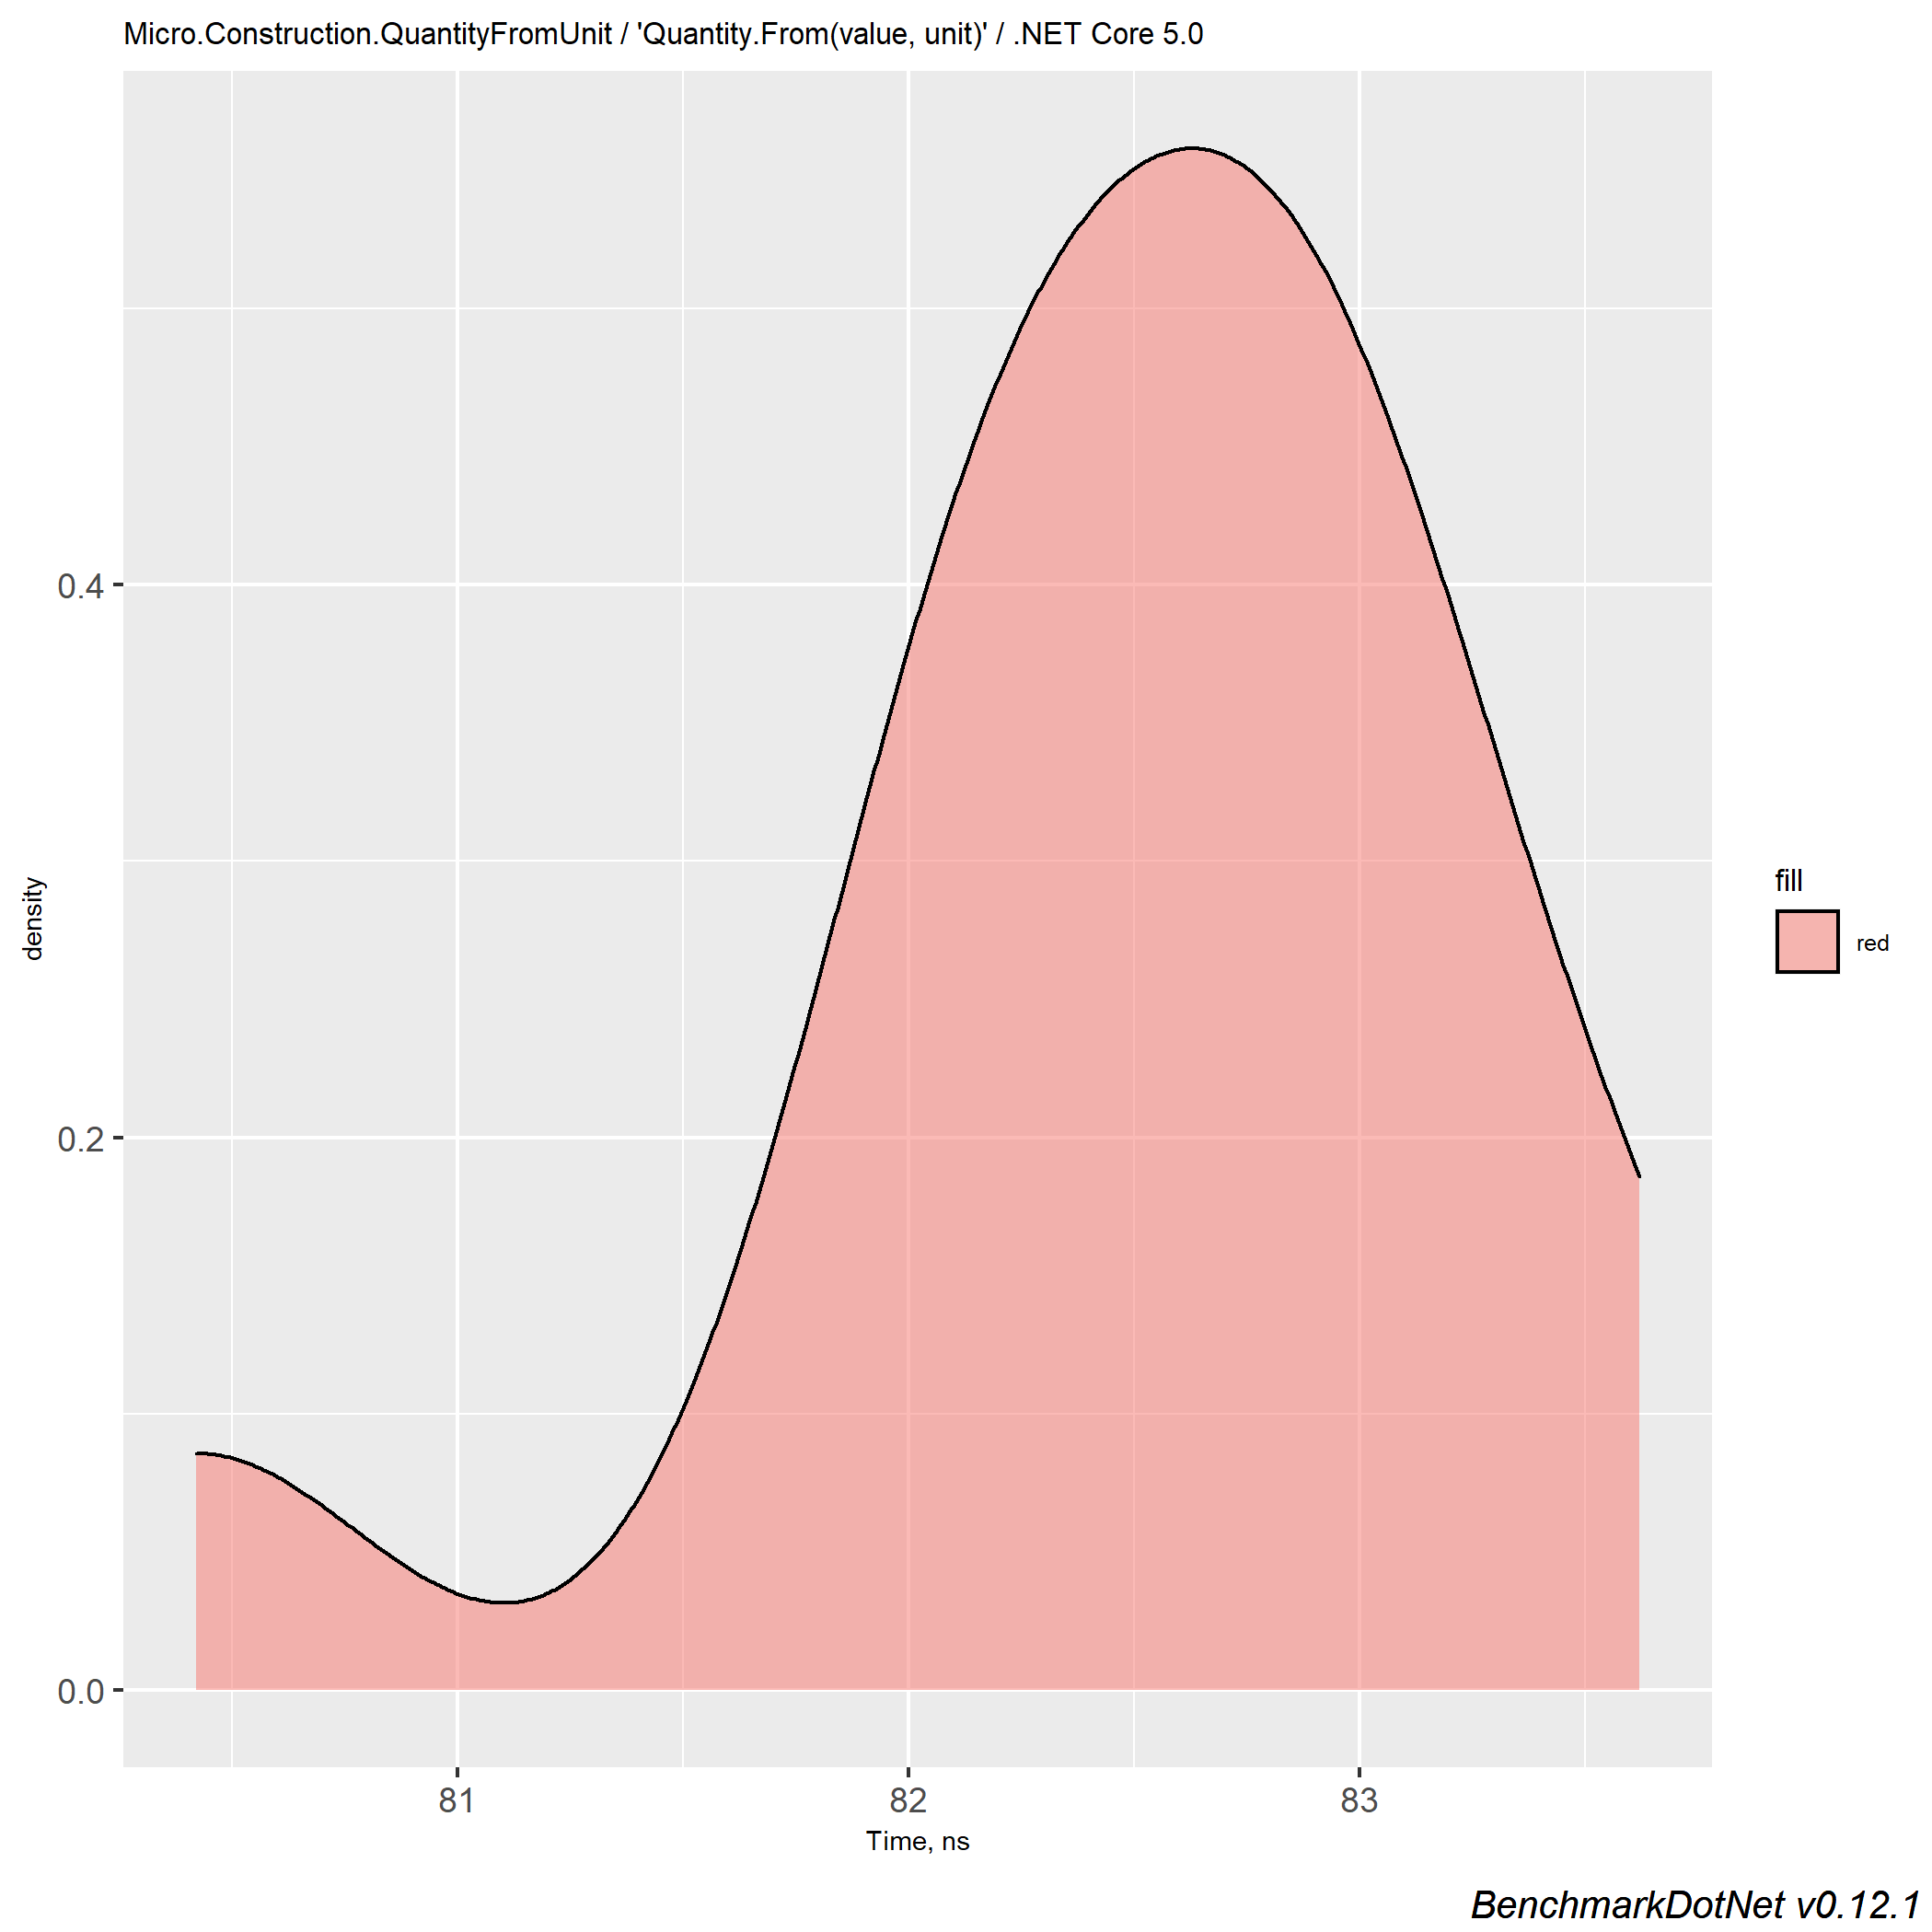 Micro.Construction.QuantityFromUnit / 'Quantity.From(value, unit)' / .NET Core 5.0
0.4
0.2
0.0
density
81 82 83
Time, ns
fill
red
BenchmarkDotNet v0.12.1